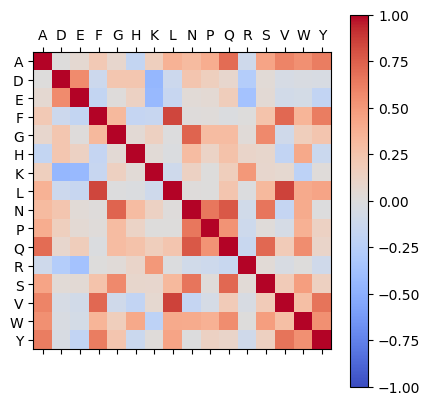 A D E F G H K L N P Q R S V W Y
A
D
E
F
G
H
K
L
N
P
Q
R
S
V
W
Y
1.00
0.75
0.50
0.25
0.00
−0.25
−0.50
−0.75
−1.00